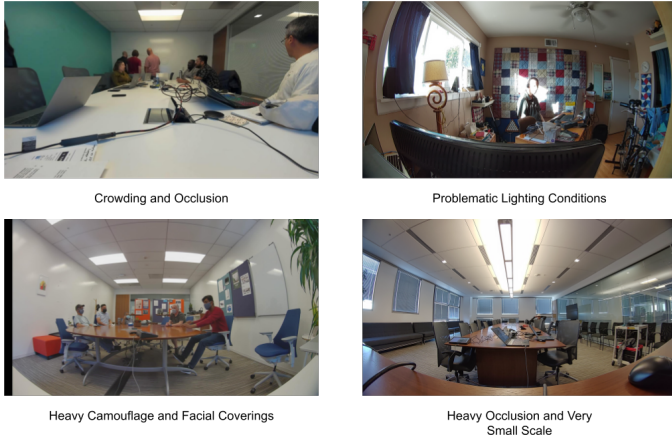 Crowding and Occlusion
Problematic Lighting Conditions
Heavy Camouflage and Facial Coverings
Heavy Occlusion and Very
Small Scale